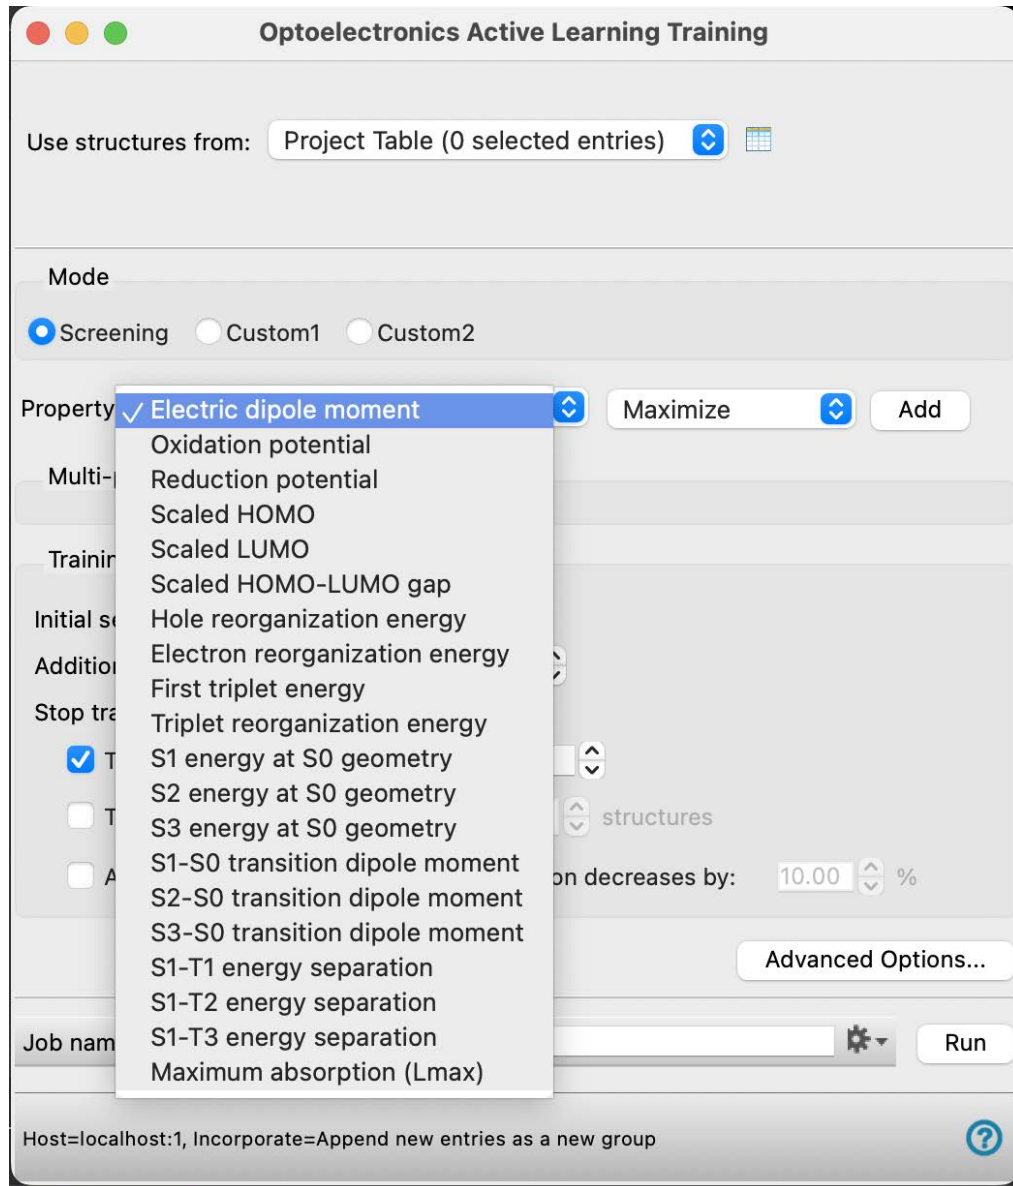 Optoelectronics Active Learning Training
Use structures from: Project Table (0 selected entries)
Mode
Screening Custom1 Custom2
Property Electric dipole moment Maximize Add
Oxidation potential
Multi-
Reduction potential
Scaled HOMO
Scaled LUMO
Trainin
Scaled HOMO-LUMO gap
Initial s
Hole reorganization energy
Additio
Electron reorganization energy
First triplet energy
Stop tra
Triplet reorganization energy
T
S1 energy at S0 geometry
S2 energy at S0 geometry
T
S3 energy at S0 geometry
structures
S1-S0 transition dipole moment
A
S2-S0 transition dipole moment
on decreases by: 10.00 %
S3-S0 transition dipole moment
S1-T1 energy separation
Advanced Options...
S1-T2 energy separation
S1-T3 energy separation
Job nam
Run
Maximum absorption (Lmax)
Host=localhost:1, Incorporate=Append new entries as a new group